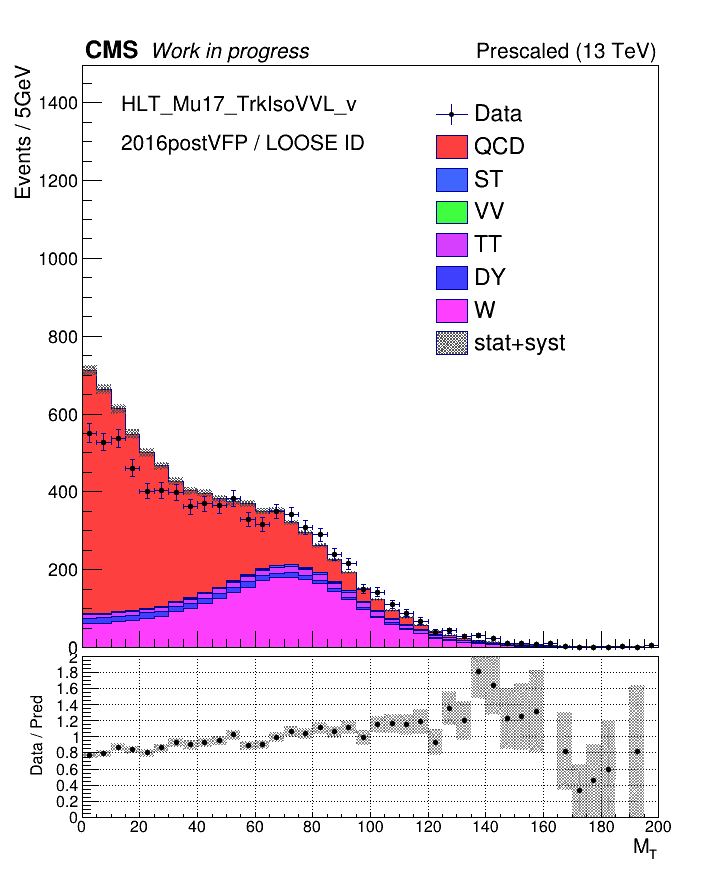 CMS Work in progress Prescaled (13 TeV)
Events / 5GeV
1400
1200
1000
800
600
400
200
0
HLT_Mu17_TrkIsoVVL_v
2016postVFP / LOOSE ID
Data
QCD
ST
VV
TT
DY
W
stat+syst
Data / Pred
2
1.8
1.6
1.4
1.2
1
0.8
0.6
0.4
0.2
0
0 20 40 60 80 100 120 140 160 180 200
M_T